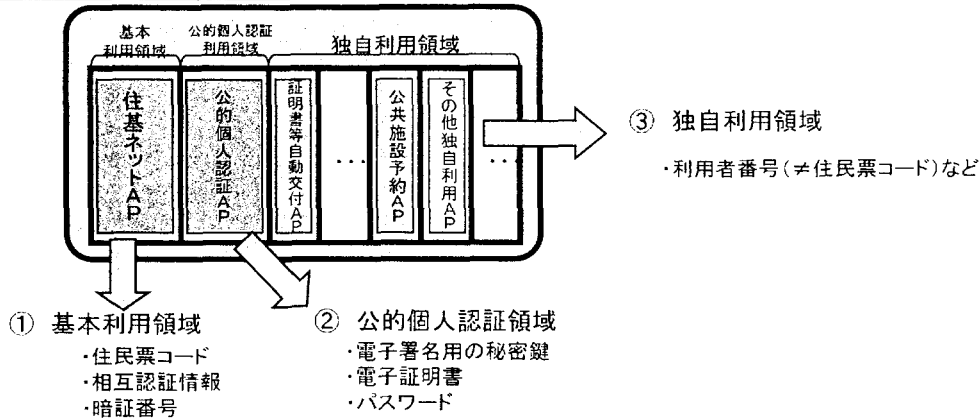 基本
利用領域
公的個人認証
利用領域
独自利用領域
住基ネットAP
公的個人認証AP
証明書等自動交付AP
・・・
公共施設予約AP
その他独自利用AP
・・・
③ 独自利用領域
・利用者番号(≠住民票コード)など
① 基本利用領域
・住民票コード
・相互認証情報
・暗証番号
② 公的個人認証領域
・電子署名用の秘密鍵
・電子証明書
・パスワード